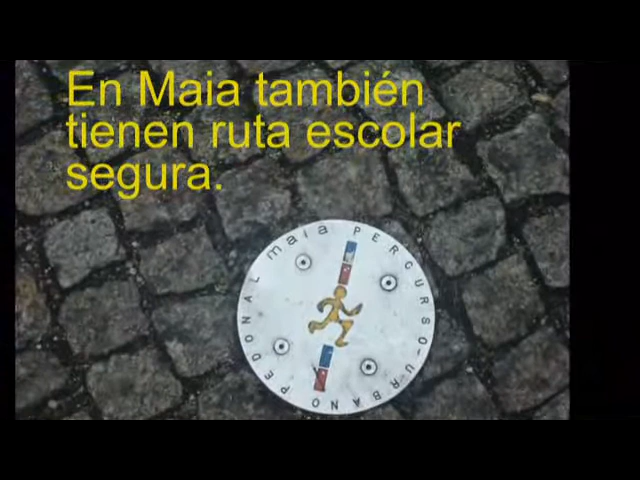 En Maia también
tienen ruta escolar
segura.
maia
PERCURSO-URBANO PEDONAL